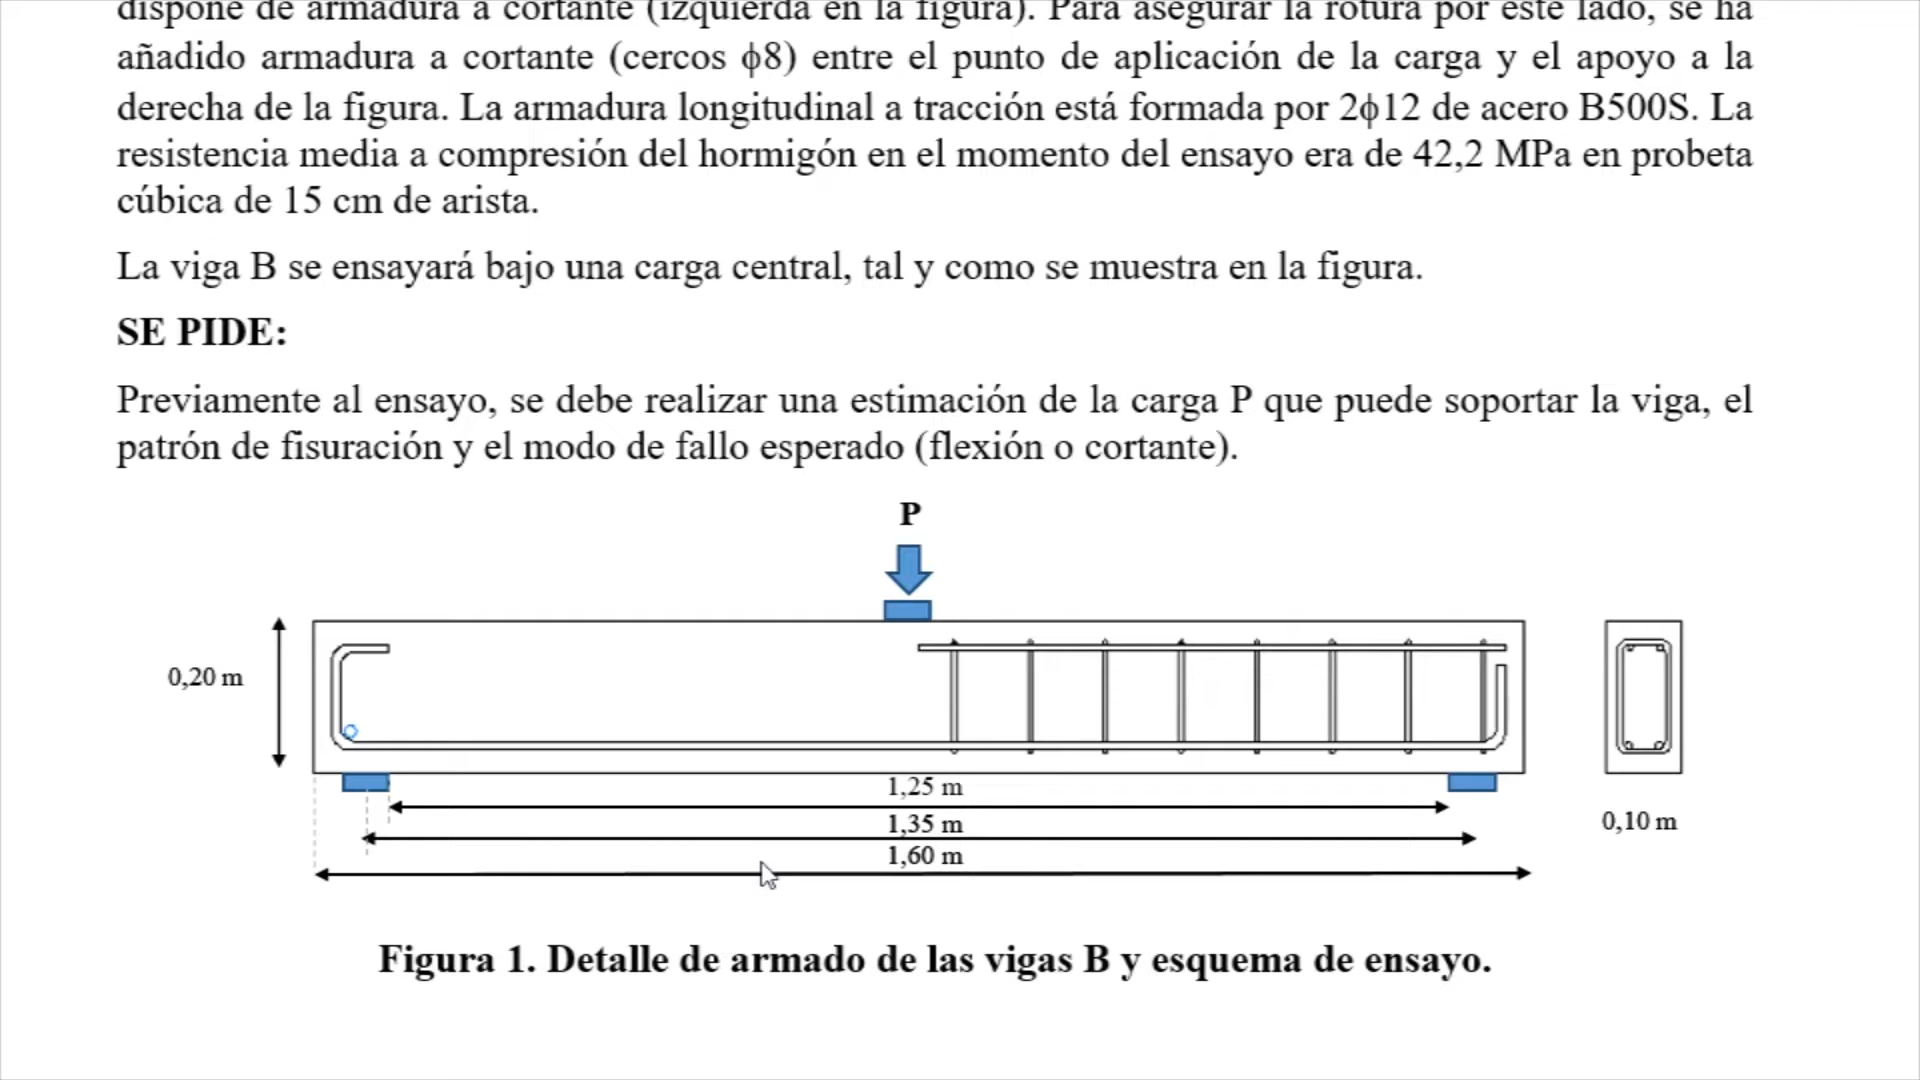 dispone de armadura a cortante (izquierda en la figura). Para asegurar la rotura por este lado, se ha
añadido armadura a cortante (cercos ϕ8) entre el punto de aplicación de la carga y el apoyo a la
derecha de la figura. La armadura longitudinal a tracción está formada por 2ϕ12 de acero B500S. La
resistencia media a compresión del hormigón en el momento del ensayo era de 42,2 MPa en probeta
cúbica de 15 cm de arista.
La viga B se ensayará bajo una carga central, tal y como se muestra en la figura.
SE PIDE:
Previamente al ensayo, se debe realizar una estimación de la carga P que puede soportar la viga, el
patrón de fisuración y el modo de fallo esperado (flexión o cortante).
P
0,20 m
1,25 m
1,35 m
1,60 m
0,10 m
Figura 1. Detalle de armado de las vigas B y esquema de ensayo.